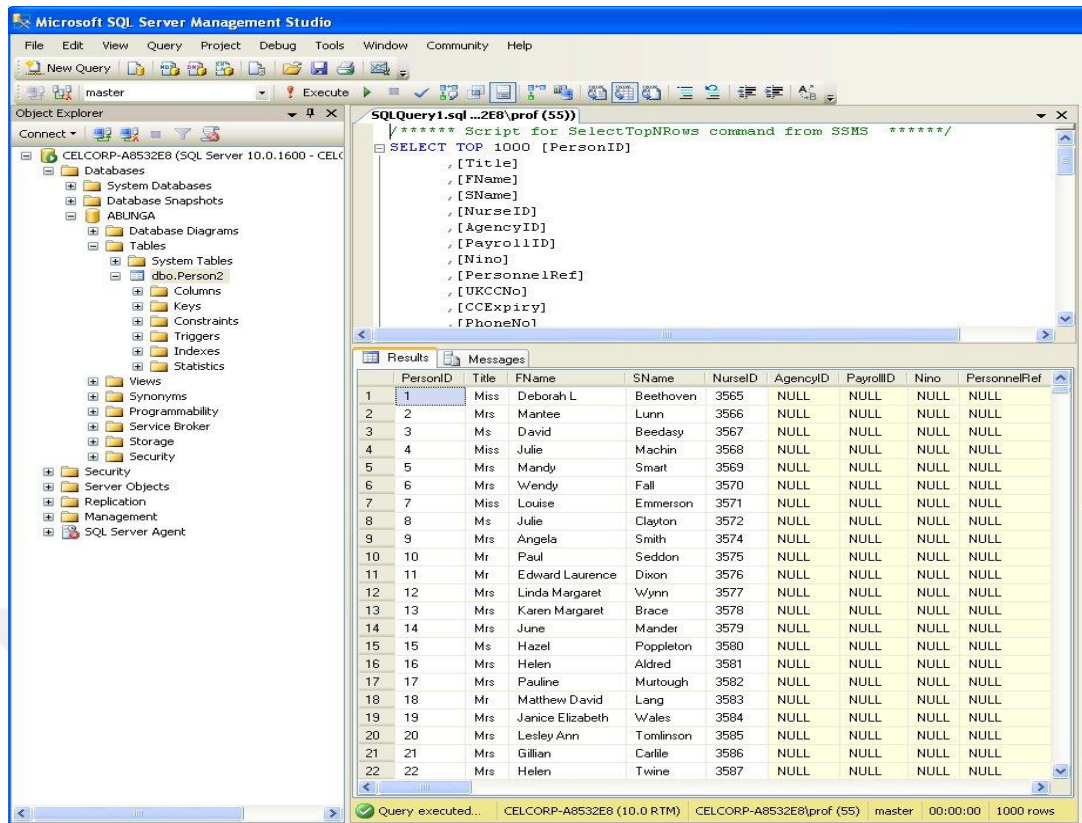 Microsoft SQL Server Management Studio
File Edit View Query Project Debug Tools Window Community Help
New Query
master Execute
Object Explorer
Connect
CELCORP-A8532E8 (SQL Server 10.0.1600 - CEL
Databases
System Databases
Database Snapshots
ABUNGA
Database Diagrams
Tables
System Tables
dbo.Person2
Columns
Keys
Constraints
Triggers
Indexes
Statistics
Views
Synonyms
Programmability
Service Broker
Storage
Security
Security
Server Objects
Replication
Management
SQL Server Agent
SQLQuery1.sql ...2E8\prof (55))
/****** Script for SelectTopNRows command from SSMS ******/
SELECT TOP 1000 [PersonID]
,[Title]
,[FName]
,[SName]
,[NurseID]
,[AgencyID]
,[PayrollID]
,[Nino]
,[PersonnelRef]
,[UKCCNo]
,[CCExpiry]
,[PhoneNo]
Results Messages
PersonID Title FName SName NurseID AgencyID PayrollID Nino PersonnelRef
1 1 Miss Deborah L Beethoven 3565 NULL NULL NULL NULL
2 2 Mrs Mantee Lunn 3566 NULL NULL NULL NULL
3 3 Ms David Beedasy 3567 NULL NULL NULL NULL
4 4 Miss Julie Machin 3568 NULL NULL NULL NULL
5 5 Mrs Mandy Smart 3569 NULL NULL NULL NULL
6 6 Mrs Wendy Fall 3570 NULL NULL NULL NULL
7 7 Miss Louise Emmerson 3571 NULL NULL NULL NULL
8 8 Ms Julie Clayton 3572 NULL NULL NULL NULL
9 9 Mrs Angela Smith 3574 NULL NULL NULL NULL
10 10 Mr Paul Seddon 3575 NULL NULL NULL NULL
11 11 Mr Edward Laurence Dixon 3576 NULL NULL NULL NULL
12 12 Mrs Linda Margaret Wynn 3577 NULL NULL NULL NULL
13 13 Mrs Karen Margaret Brace 3578 NULL NULL NULL NULL
14 14 Mrs June Mander 3579 NULL NULL NULL NULL
15 15 Ms Hazel Poppleton 3580 NULL NULL NULL NULL
16 16 Mrs Helen Aldred 3581 NULL NULL NULL NULL
17 17 Mrs Pauline Murtough 3582 NULL NULL NULL NULL
18 18 Mr Matthew David Lang 3583 NULL NULL NULL NULL
19 19 Mrs Janice Elizabeth Wales 3584 NULL NULL NULL NULL
20 20 Mrs Lesley Ann Tomlinson 3585 NULL NULL NULL NULL
21 21 Mrs Gillian Carlile 3586 NULL NULL NULL NULL
22 22 Mrs Helen Twine 3587 NULL NULL NULL NULL
Query executed... CELCORP-A8532E8 (10.0 RTM) CELCORP-A8532E8\prof (55) master 00:00:00 1000 rows